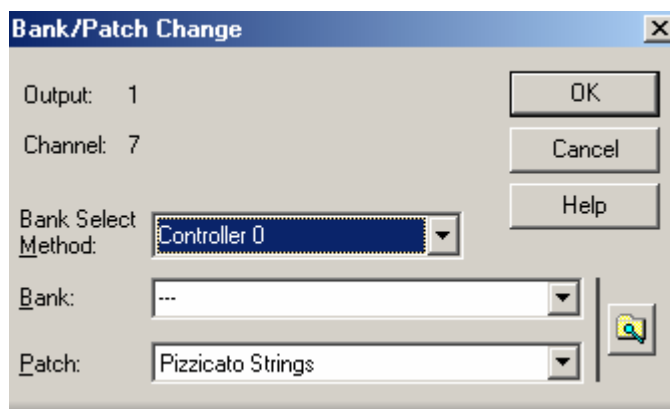 Bank/Patch Change
Output: 1
OK
Channel: 7
Cancel
Help
Bank Select
Method:
Controller 0
Bank:
---
Patch:
Pizzicato Strings